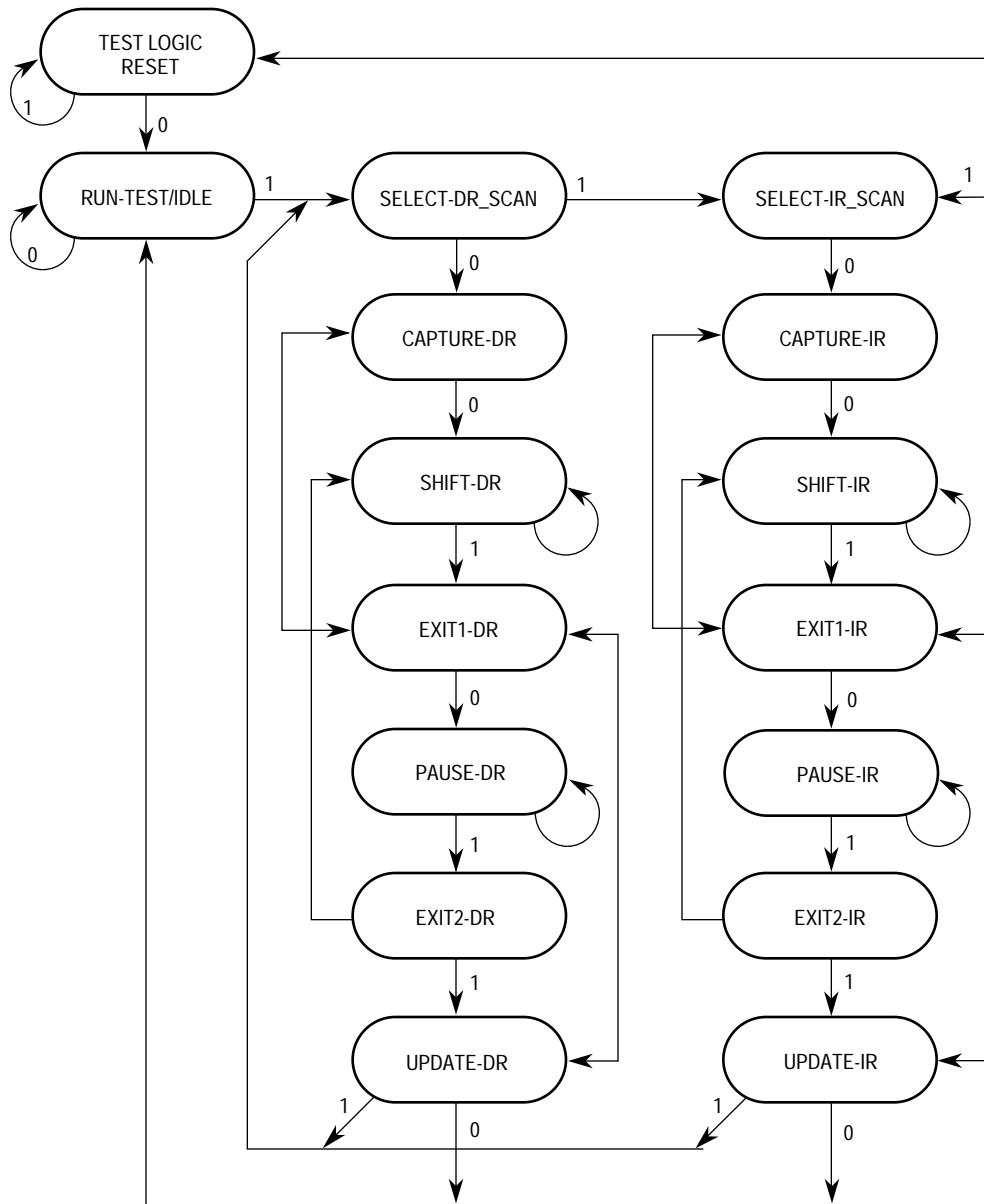 TEST LOGIC
RESET
1
0
RUN-TEST/IDLE
1
SELECT-DR_SCAN
1
SELECT-IR_SCAN
1
0
0
0
CAPTURE-DR
CAPTURE-IR
0
0
SHIFT-DR
SHIFT-IR
1
1
EXIT1-DR
EXIT1-IR
0
0
PAUSE-DR
PAUSE-IR
1
1
EXIT2-DR
EXIT2-IR
1
1
UPDATE-DR
UPDATE-IR
1
0
1
0